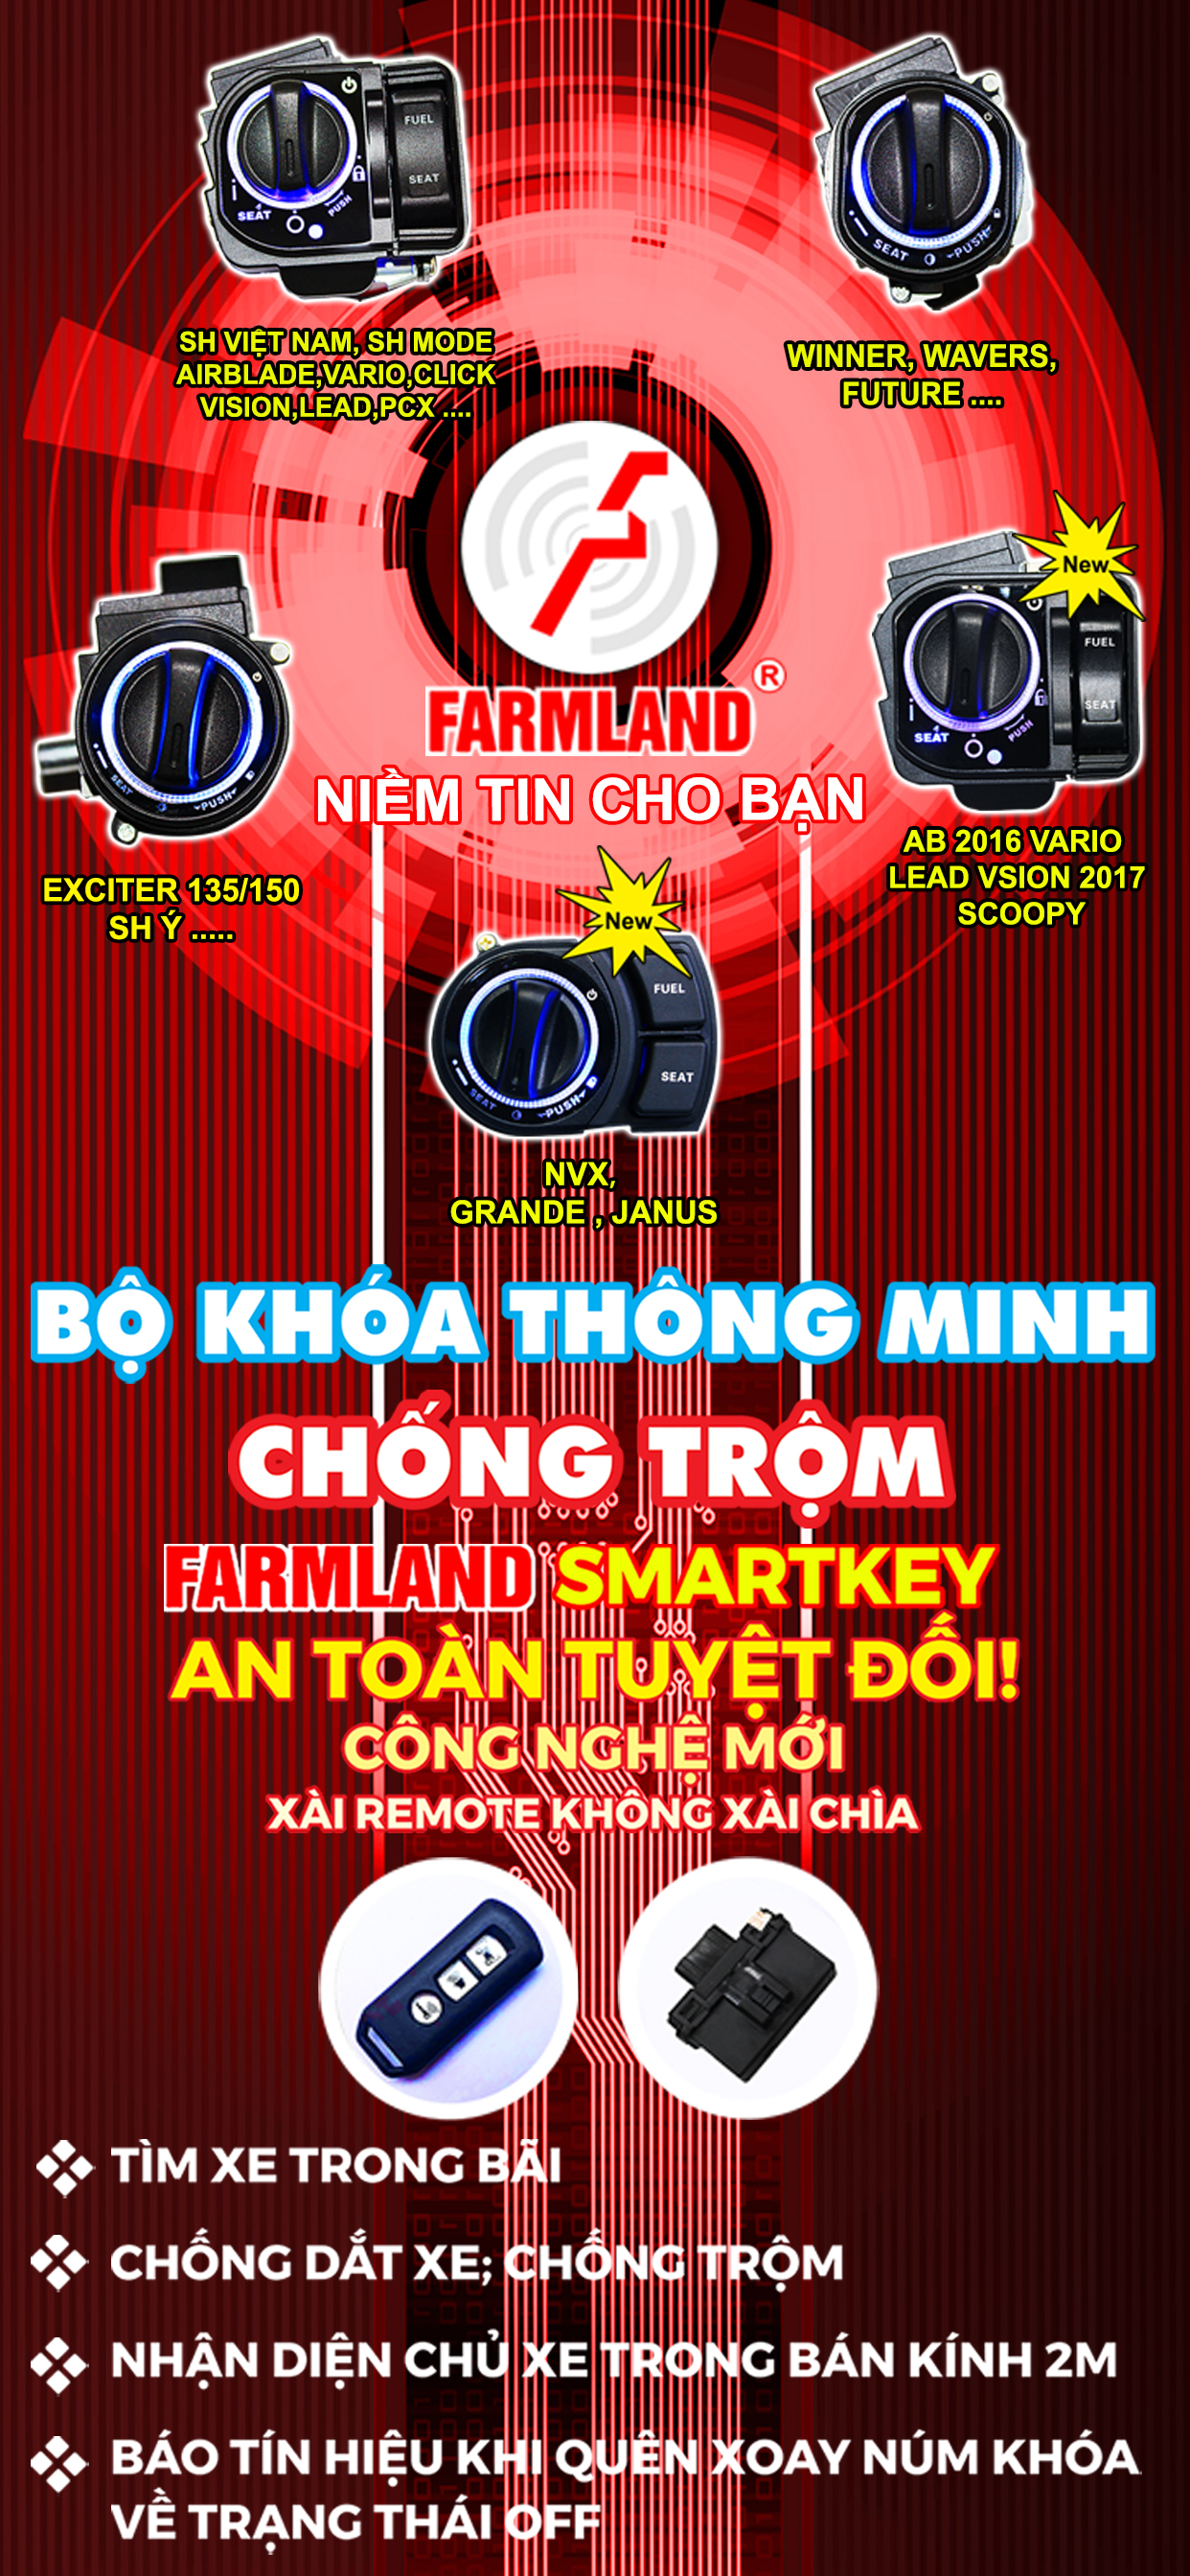 FUEL
SEAT
SEAT
PUSH
SEAT
PUSH
SH VIỆT NAM, SH MODE
AIRBLADE,VARIO,CLICK
VISION,LEAD,PCX ....
WINNER, WAVERS,
FUTURE ....
New
FUEL
SEAT
SEAT
PUSH
SEAT
PUSH
FARMLAND®
NIỀM TIN CHO BẠN
EXCITER 135/150
SH Ý .....
AB 2016 VARIO
LEAD VSION 2017
SCOOPY
New
FUEL
SEAT
SEAT
PUSH
NVX,
GRANDE , JANUS
BỘ KHÓA THÔNG MINH
CHỐNG TRỘM
FARMLAND SMARTKEY
AN TOÀN TUYỆT ĐỐI!
CÔNG NGHỆ MỚI
XÀI REMOTE KHÔNG XÀI CHÌA
TÌM XE TRONG BÃI
CHỐNG DẮT XE; CHỐNG TRỘM
NHẬN DIỆN CHỦ XE TRONG BÁN KÍNH 2M
BÁO TÍN HIỆU KHI QUÊN XOAY NÚM KHÓA
VỀ TRẠNG THÁI OFF